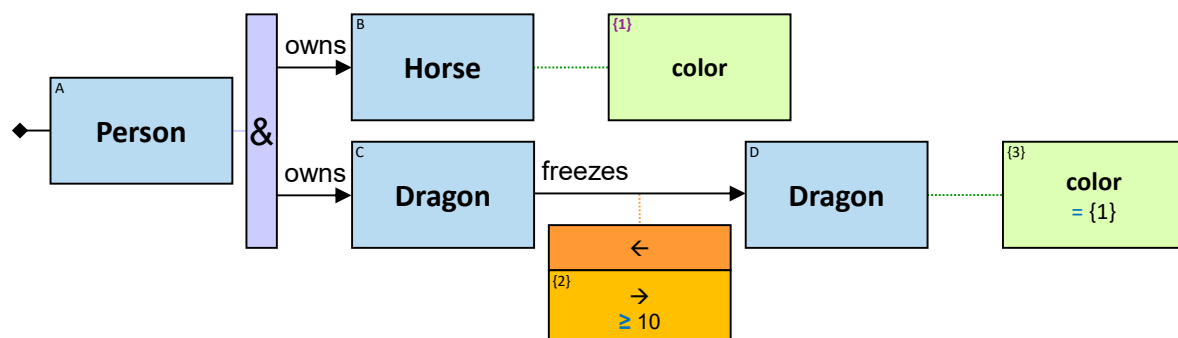 A
Person
&
owns
B
Horse
{1}
color
owns
C
Dragon
freezes
D
Dragon
{3}
color
= {1}
←
{2}
→
≥ 10